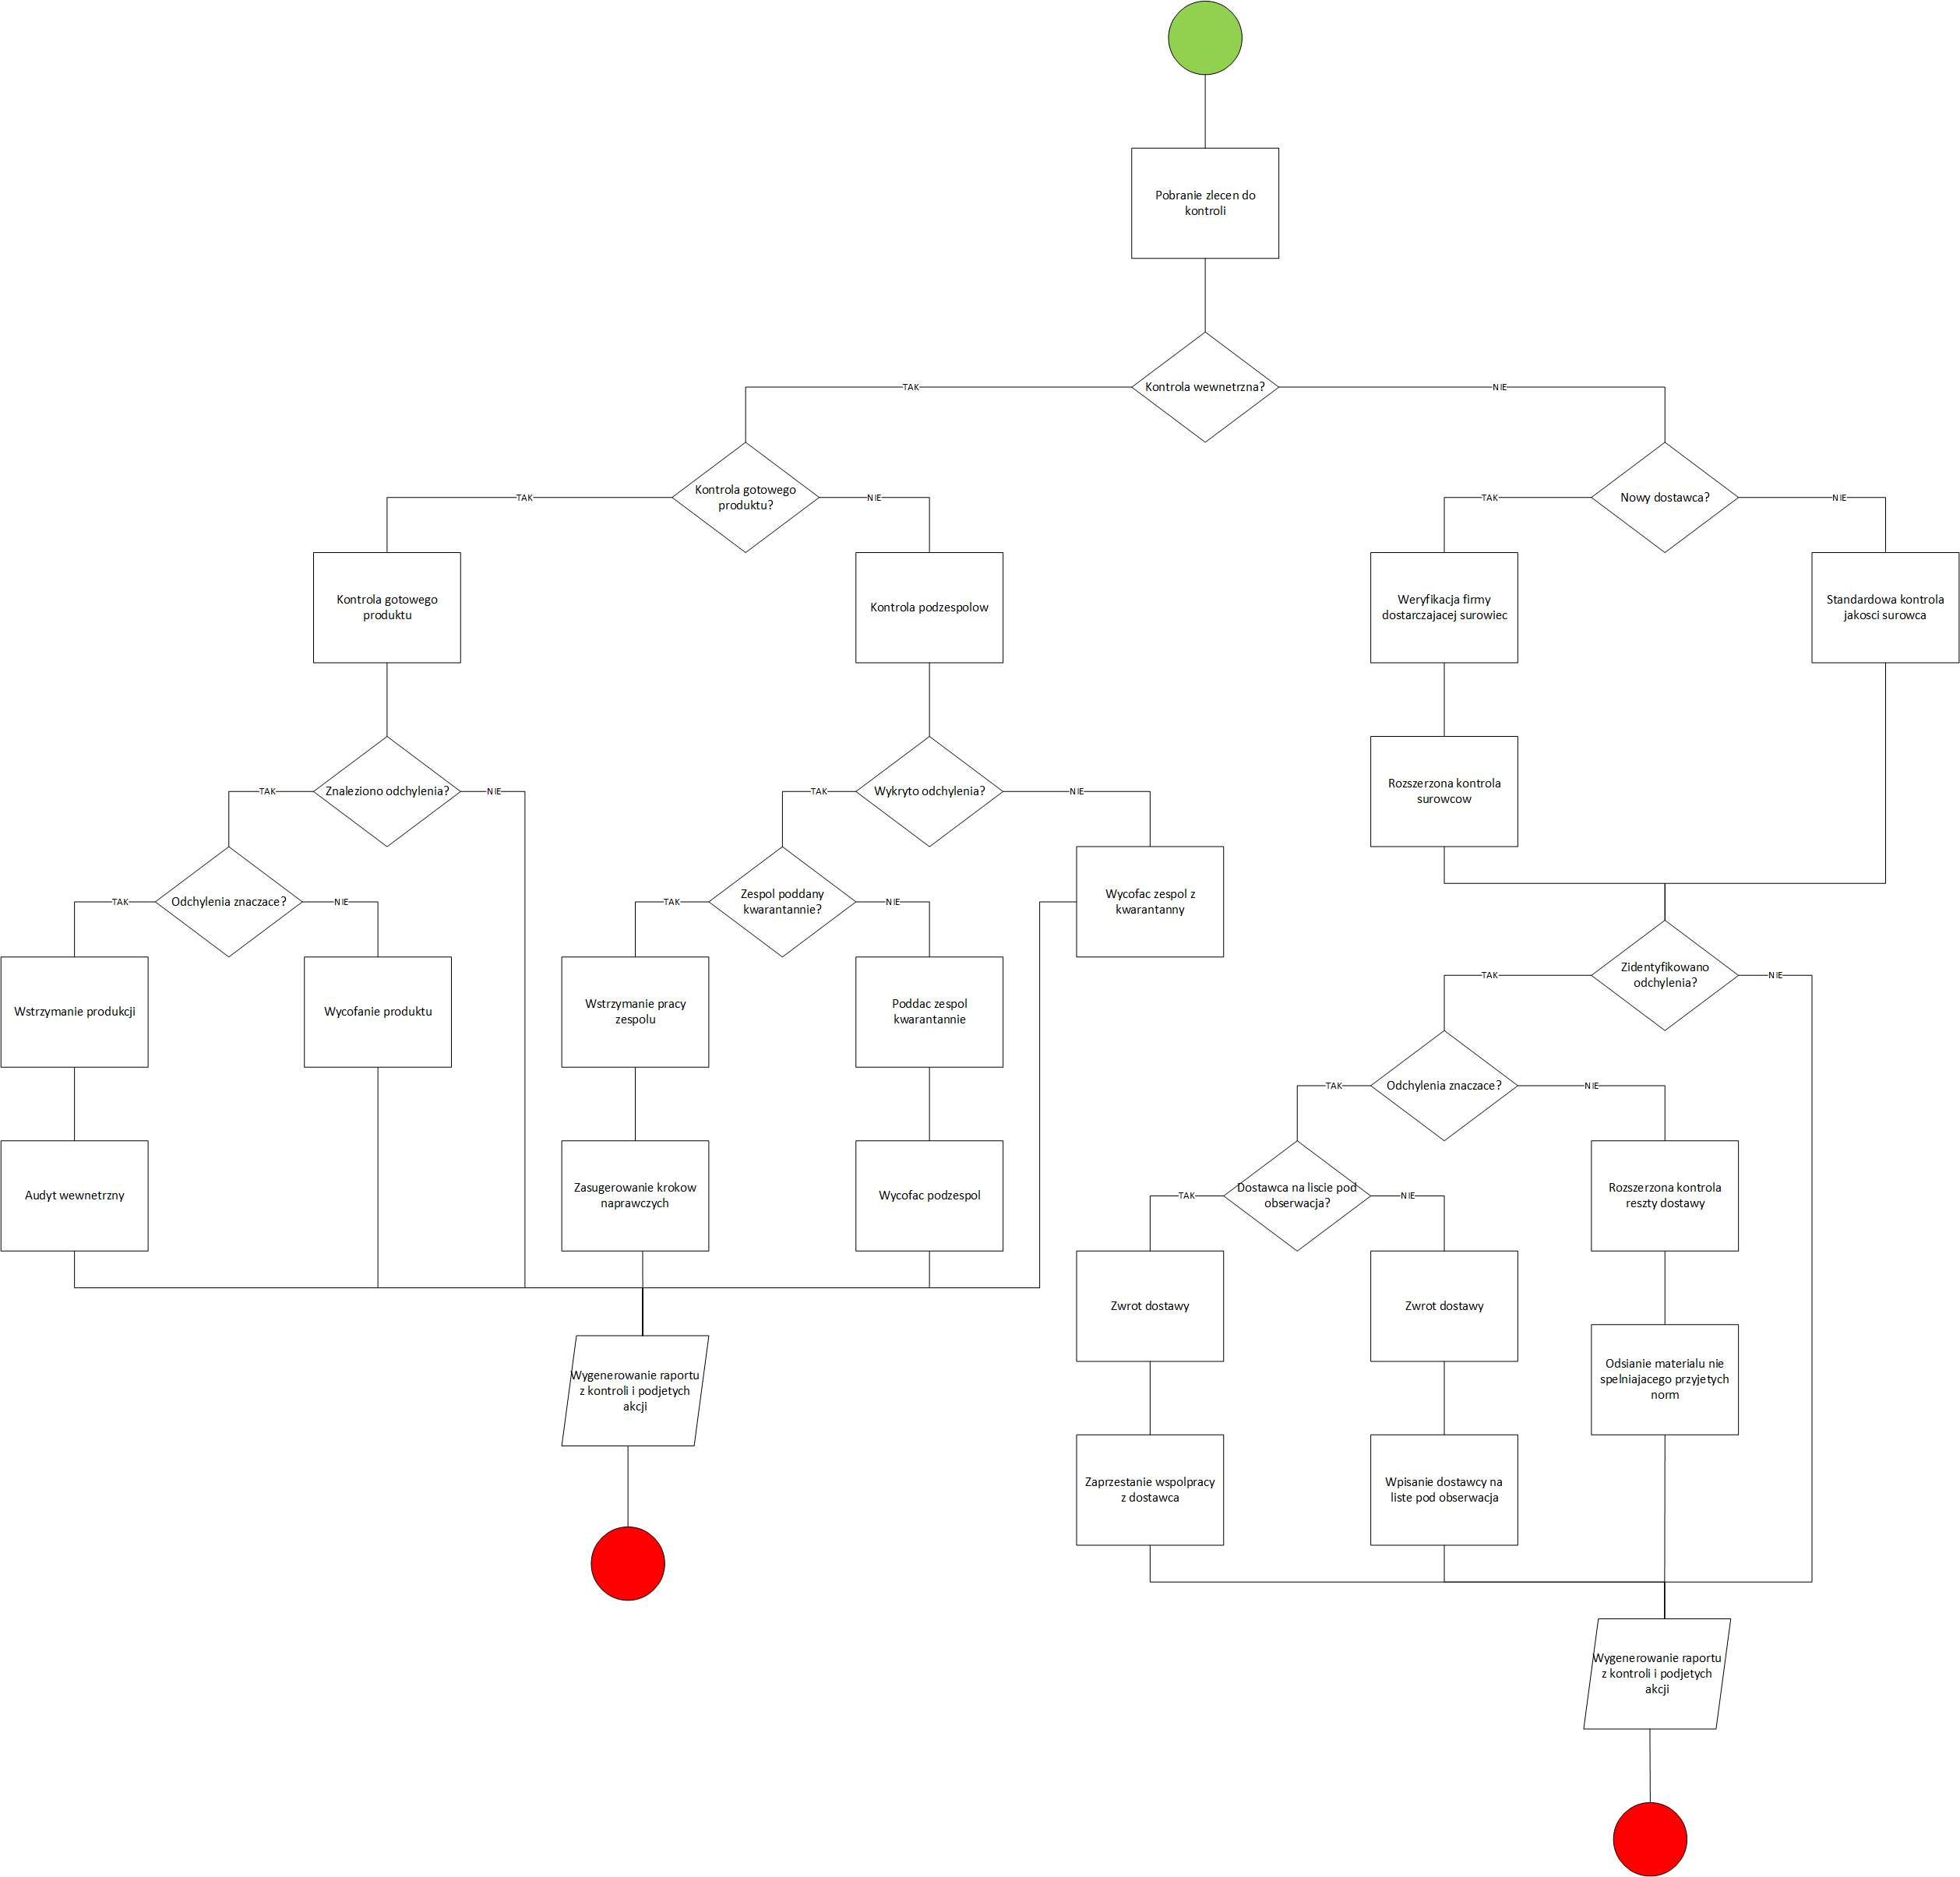 Pobranie zlecen do
kontroli
Kontrola wewnetrzna?
TAK
NIE
Kontrola gotowego
produktu?
TAK
NIE
Nowy dostawca?
TAK
NIE
Kontrola gotowego
produktu
Kontrola podzespolow
Weryfikacja firmy
dostarczajacej surowiec
Standardowa kontrola
jakosci surowca
Znaleziono odchylenia?
TAK
NIE
Wykryto odchylenia?
TAK
NIE
Rozszerzona kontrola
surowcow
Odchylenia znaczace?
TAK
NIE
Zespol poddany
kwarantannie?
TAK
NIE
Wycofac zespol z
kwarantanny
Zidentyfikowano
odchylenia?
TAK
NIE
Wstrzymanie produkcji
Wycofanie produktu
Wstrzymanie pracy
zespolu
Poddac zespol
kwarantannie
Odchylenia znaczace?
TAK
NIE
Audyt wewnetrzny
Zasugerowanie krokow
naprawczych
Wycofac podzespol
Dostawca na liscie pod
obserwacja?
TAK
NIE
Rozszerzona kontrola
reszty dostawy
Zwrot dostawy
Zwrot dostawy
Odsianie materialu nie
spelniajacego przyjetych
norm
Wygenerowanie raportu
z kontroli i podjetych
akcji
Zaprzestanie wspolpracy
z dostawca
Wpisanie dostawcy na
liste pod obserwacja
Wygenerowanie raportu
z kontroli i podjetych
akcji